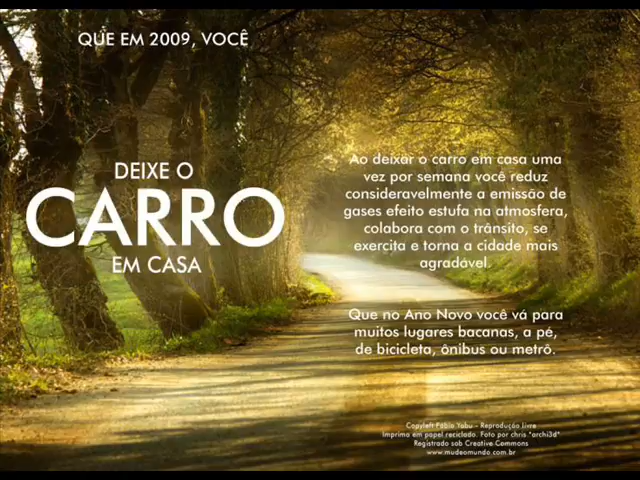 QUE EM 2009, VOCÊ
DEIXE O
CARRO
EM CASA
Ao deixar o carro em casa uma
vez por semana você reduz
consideravelmente a emissão de
gases efeito estufa na atmosfera,
colabora com o trânsito, se
exercita e torna a cidade mais
agradável.
Que no Ano Novo você vá para
muitos lugares bacanas, a pé,
de bicicleta, ônibus ou metrô.
Copyleft Fábio Yabu – Reprodução livre
Imprima em papel reciclado. Foto por chris *archi3d*
Registrado sob Creative Commons
www.mudeomundo.com.br